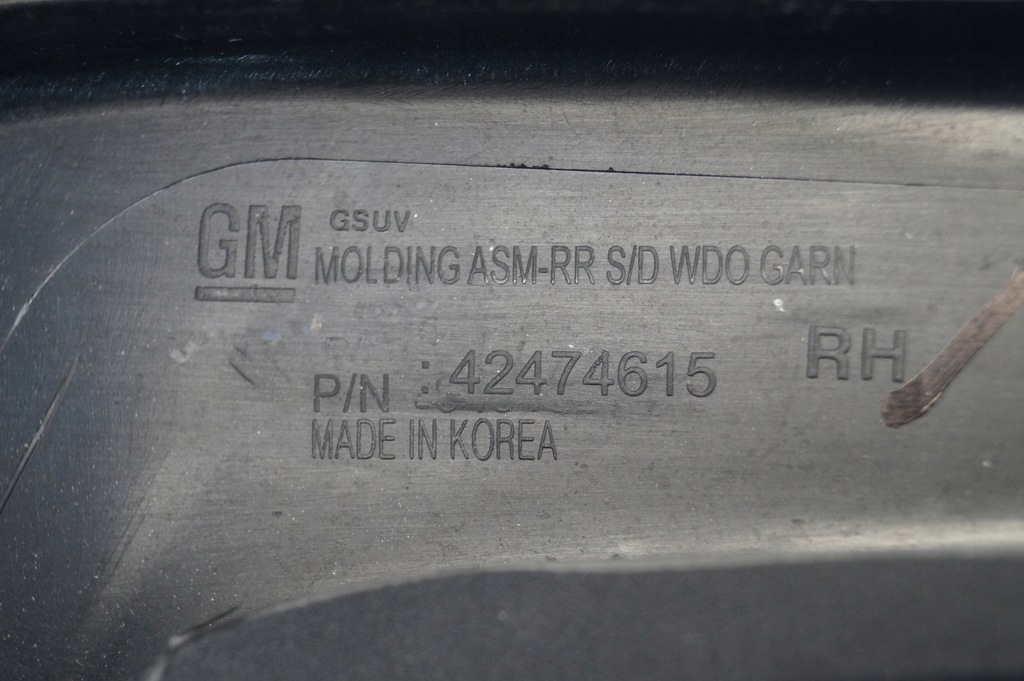 GM
GSUV
MOLDING ASM-RR S/D WDO GARN
RH
P/N : 42474615
MADE IN KOREA